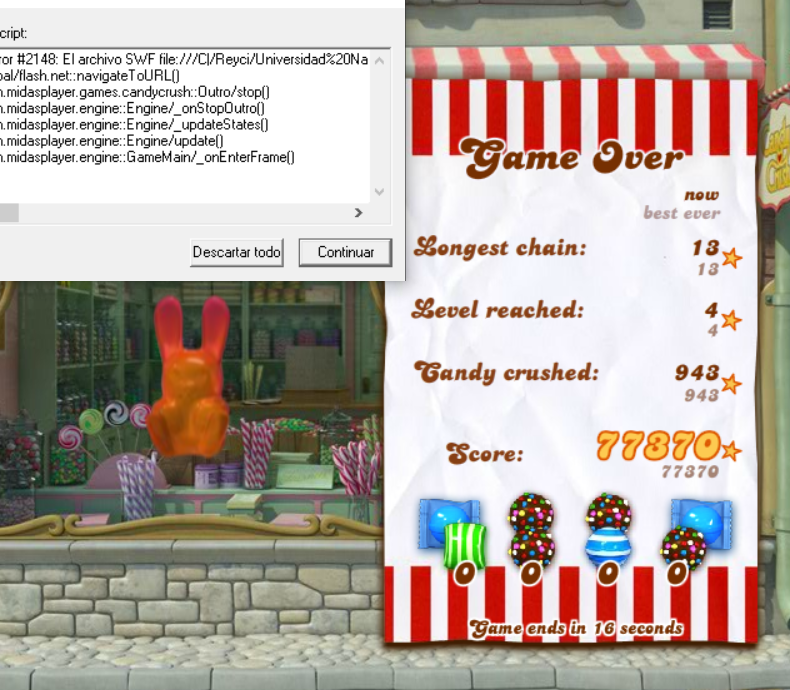 cript:
ror #2148: El archivo SWF file:///C|/Reyci/Universidad%20Na
bal/flash.net::navigateToURL()
n.midasplayer.games.candycrush::Outro/stop()
n.midasplayer.engine::Engine/_onStopOutro()
n.midasplayer.engine::Engine/_updateStates()
n.midasplayer.engine::Engine/update()
n.midasplayer.engine::GameMain/_onEnterFrame()
Descartar todo
Continuar
Candy
Crush
Game Over
now
best ever
Longest chain: 13
13
Level reached: 4
4
Candy crushed: 943
943
Score: 77370
77370
0 0 0 0
Game ends in 16 seconds